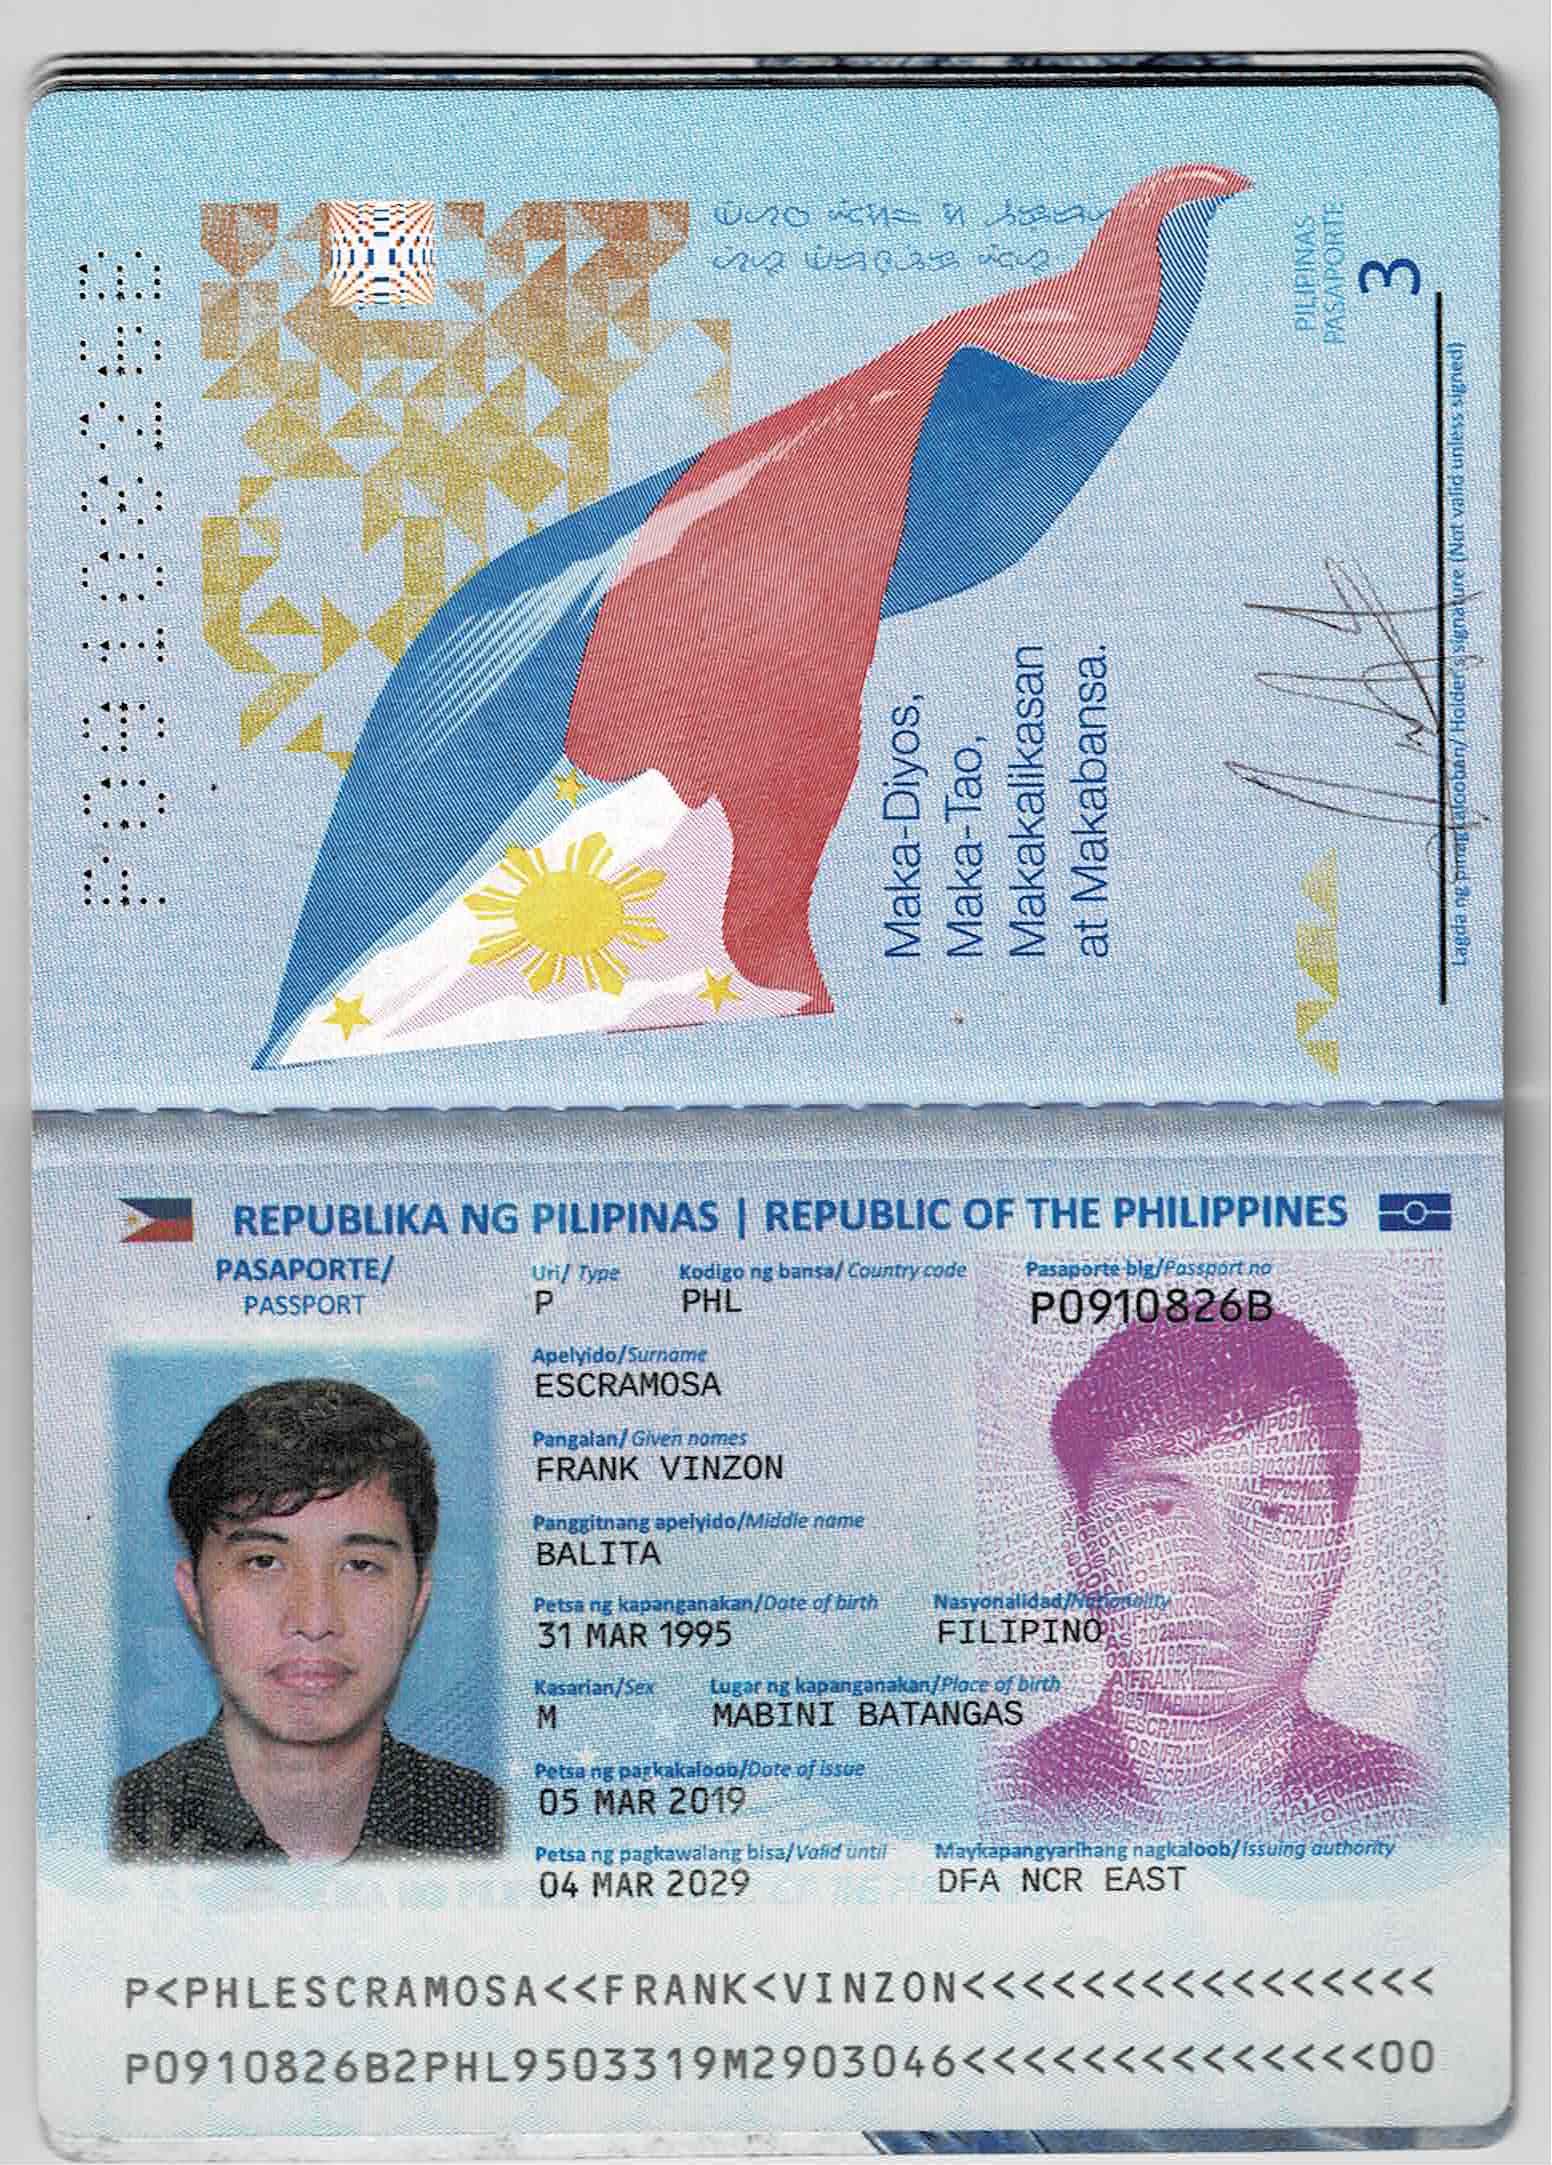 P0910826B
PILIPINAS
PASAPORTE
3
Maka-Diyos,
Maka-Tao,
Makakalikasan
at Makabansa.
Lagda ng pinagkalooban/ Holder's signature (Not valid unless signed)
REPUBLIKA NG PILIPINAS | REPUBLIC OF THE PHILIPPINES
PASAPORTE/
PASSPORT
Uri/ Type
Kodigo ng bansa/ Country code
Pasaporte blg/Passport no
P
PHL
P0910826B
Apelyido/Surname
ESCRAMOSA
Pangalan/ Given names
FRANK VINZON
Panggitnang apelyido/Middle name
BALITA
Petsa ng kapanganakan/Date of birth
Nasyonalidad/Nationality
31 MAR 1995
FILIPINO
Kasarian/Sex
Lugar ng kapanganakan/Place of birth
M
MABINI BATANGAS
Petsa ng pagkakaloob/Date of issue
05 MAR 2019
Petsa ng pagkawalang bisa/Valid until
Maykapangyarihang nagkaloob/Issuing authority
04 MAR 2029
DFA NCR EAST
P<PHLESCRAMOSA<<FRANK<VINZON<<<<<<<<<<<<<<<<
P0910826B2PHL9503319M2903046<<<<<<<<<<<<<<00